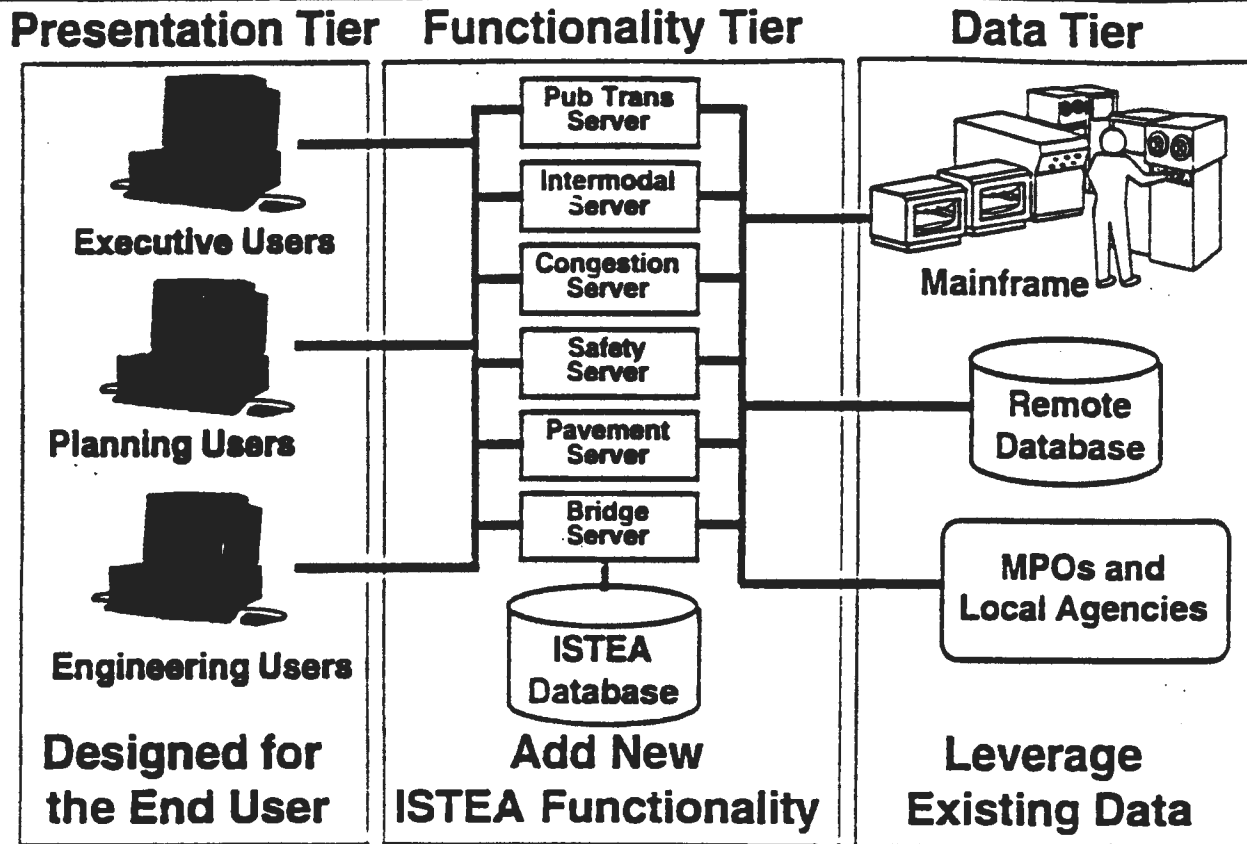 Presentation Tier
Functionality Tier
Data Tier
Executive Users
Planning Users
Engineering Users
Designed for
the End User
Pub Trans
Server
Intermodal
Server
Congestion
Server
Safety
Server
Pavement
Server
Bridge
Server
ISTEA
Database
Add New
ISTEA Functionality
Mainframe
Remote
Database
MPOs and
Local Agencies
Leverage
Existing Data